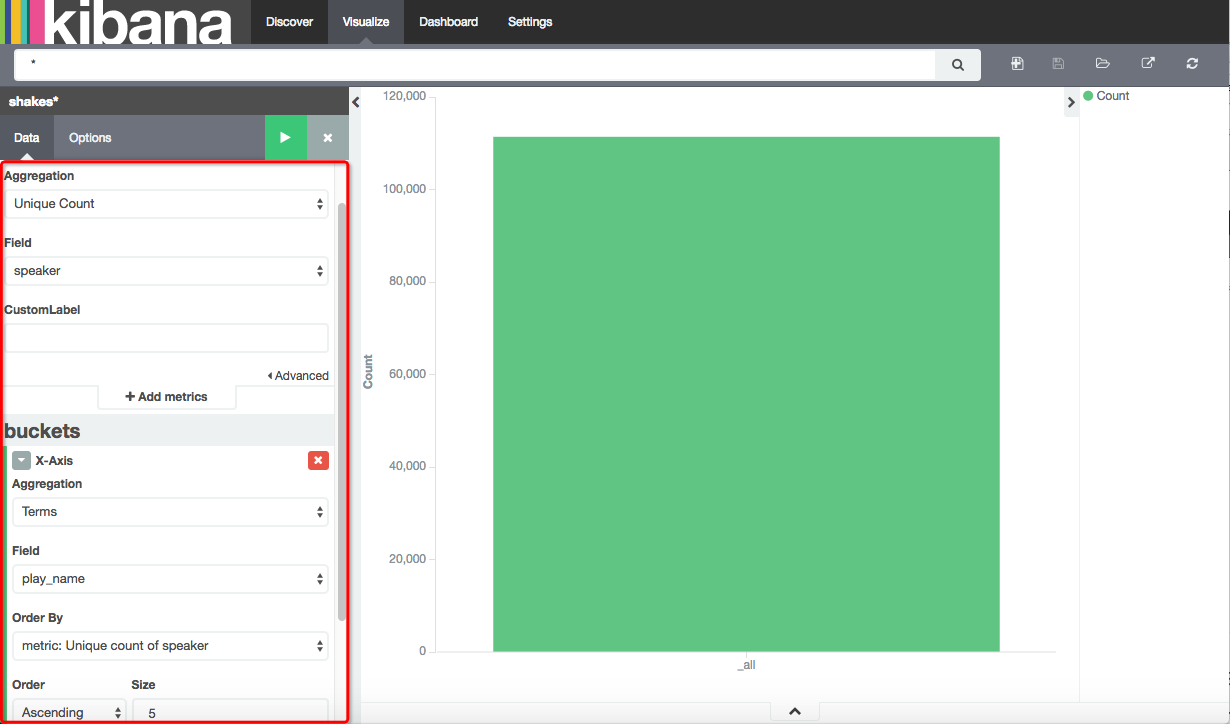 kibana
Discover
Visualize
Dashboard
Settings
*
shakes*
Data
Options
Aggregation
Unique Count
Field
speaker
CustomLabel
Advanced
Add metrics
buckets
X-Axis
Aggregation
Terms
Field
play_name
Order By
metric: Unique count of speaker
Order Size
Ascending 5
120,000
100,000
80,000
60,000
40,000
20,000
0
Count
_all
Count